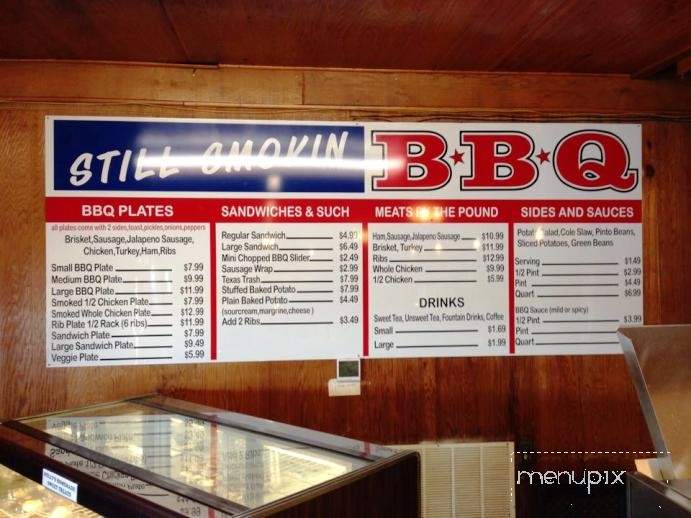 STILL SMOKIN B★B★Q
BBQ PLATES
all plates come with 2 sides,toast,pickles,onions,peppers
Brisket,Sausage,Jalapeno Sausage,
Chicken,Turkey,Ham,Ribs
Small BBQ Plate $7.99
Medium BBQ Plate $9.99
Large BBQ Plate $11.99
Smoked 1/2 Chicken Plate $7.99
Smoked Whole Chicken Plate $12.99
Rib Plate 1/2 Rack (6 ribs) $11.99
Sandwich Plate $7.99
Large Sandwich Plate $9.49
Veggie Plate $5.99
SANDWICHES & SUCH
Regular Sandwich $4.99
Large Sandwich $6.49
Mini Chopped BBQ Slider $2.49
Sausage Wrap $2.99
Texas Trash $7.99
Stuffed Baked Potato $7.99
Plain Baked Potato $4.49
(sourcream,margrine,cheese)
Add 2 Ribs $3.49
MEATS BY THE POUND
Ham,Sausage,Jalapeno Sausage $10.99
Brisket, Turkey $11.99
Ribs $12.99
Whole Chicken $9.99
1/2 Chicken $5.99
DRINKS
Sweet Tea, Unsweet Tea, Fountain Drinks, Coffee
Small $1.69
Large $1.99
SIDES AND SAUCES
Potato Salad, Cole Slaw, Pinto Beans,
Sliced Potatoes, Green Beans
Serving $1.49
1/2 Pint $2.99
Pint $4.49
Quart $6.99
BBQ Sauce (mild or spicy)
1/2 Pint $3.99
Pint
Quart
menupix